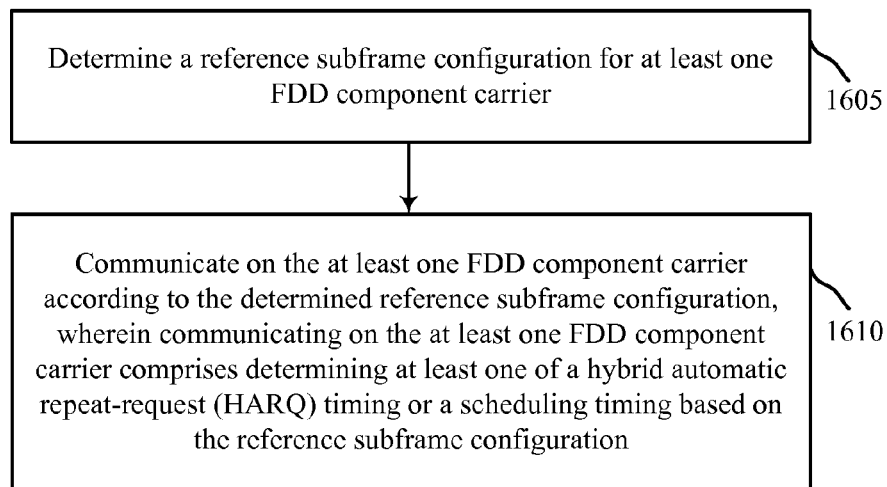 Determine a reference subframe configuration for at least one
FDD component carrier
1605
Communicate on the at least one FDD component carrier
according to the determined reference subframe configuration,
wherein communicating on the at least one FDD component
carrier comprises determining at least one of a hybrid automatic
repeat-request (HARQ) timing or a scheduling timing based on
the reference subframe configuration
1610